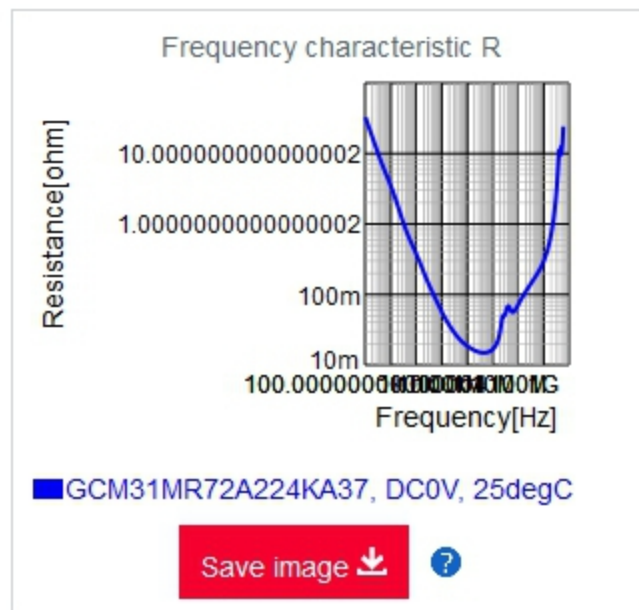 Frequency characteristic R
Resistance[ohm]
10.000000000000002
1.0000000000000002
100m
10m
Frequency[Hz]
GCM31MR72A224KA37, DC0V, 25degC
Save image
?